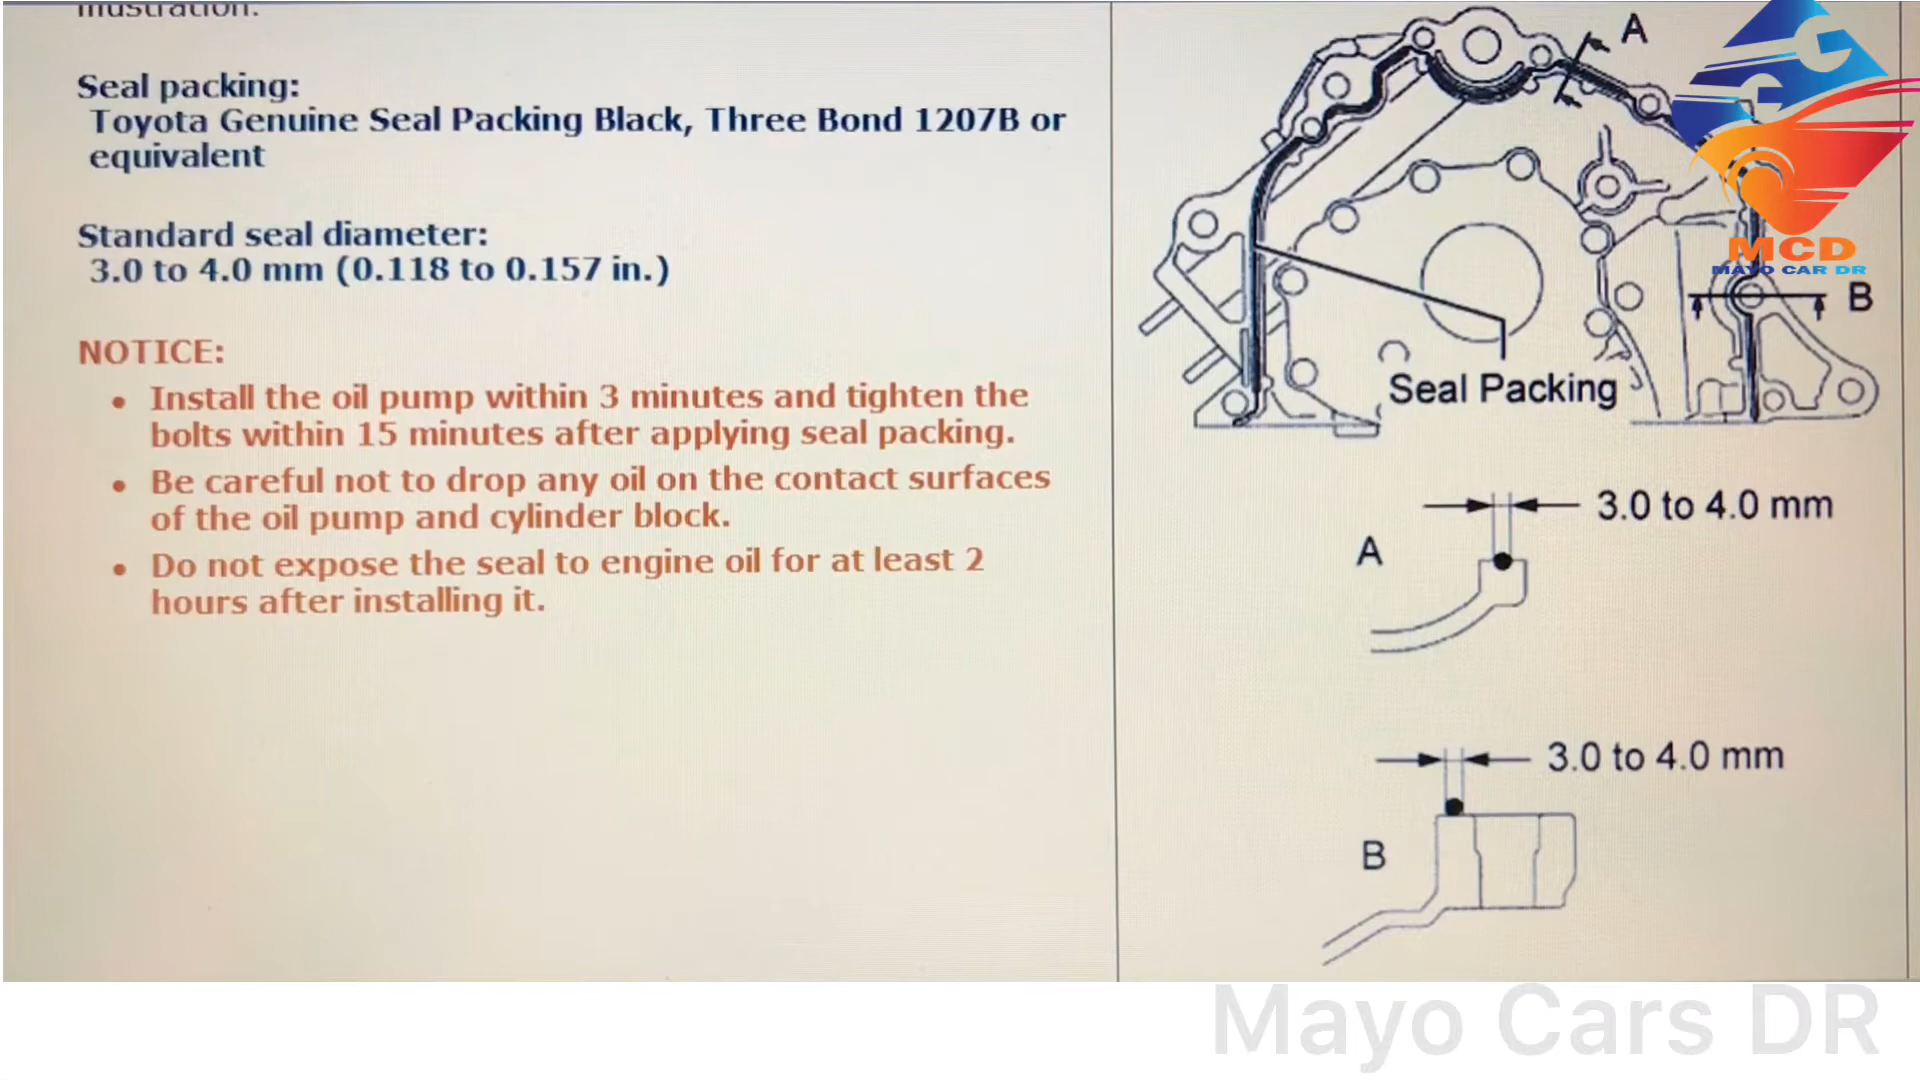 illustration.
Seal packing:
Toyota Genuine Seal Packing Black, Three Bond 1207B or
equivalent
Standard seal diameter:
3.0 to 4.0 mm (0.118 to 0.157 in.)
NOTICE:
• Install the oil pump within 3 minutes and tighten the
bolts within 15 minutes after applying seal packing.
• Be careful not to drop any oil on the contact surfaces
of the oil pump and cylinder block.
• Do not expose the seal to engine oil for at least 2
hours after installing it.
A
MCD
MAYO CAR DR
B
Seal Packing
3.0 to 4.0 mm
A
3.0 to 4.0 mm
B
Mayo Cars DR